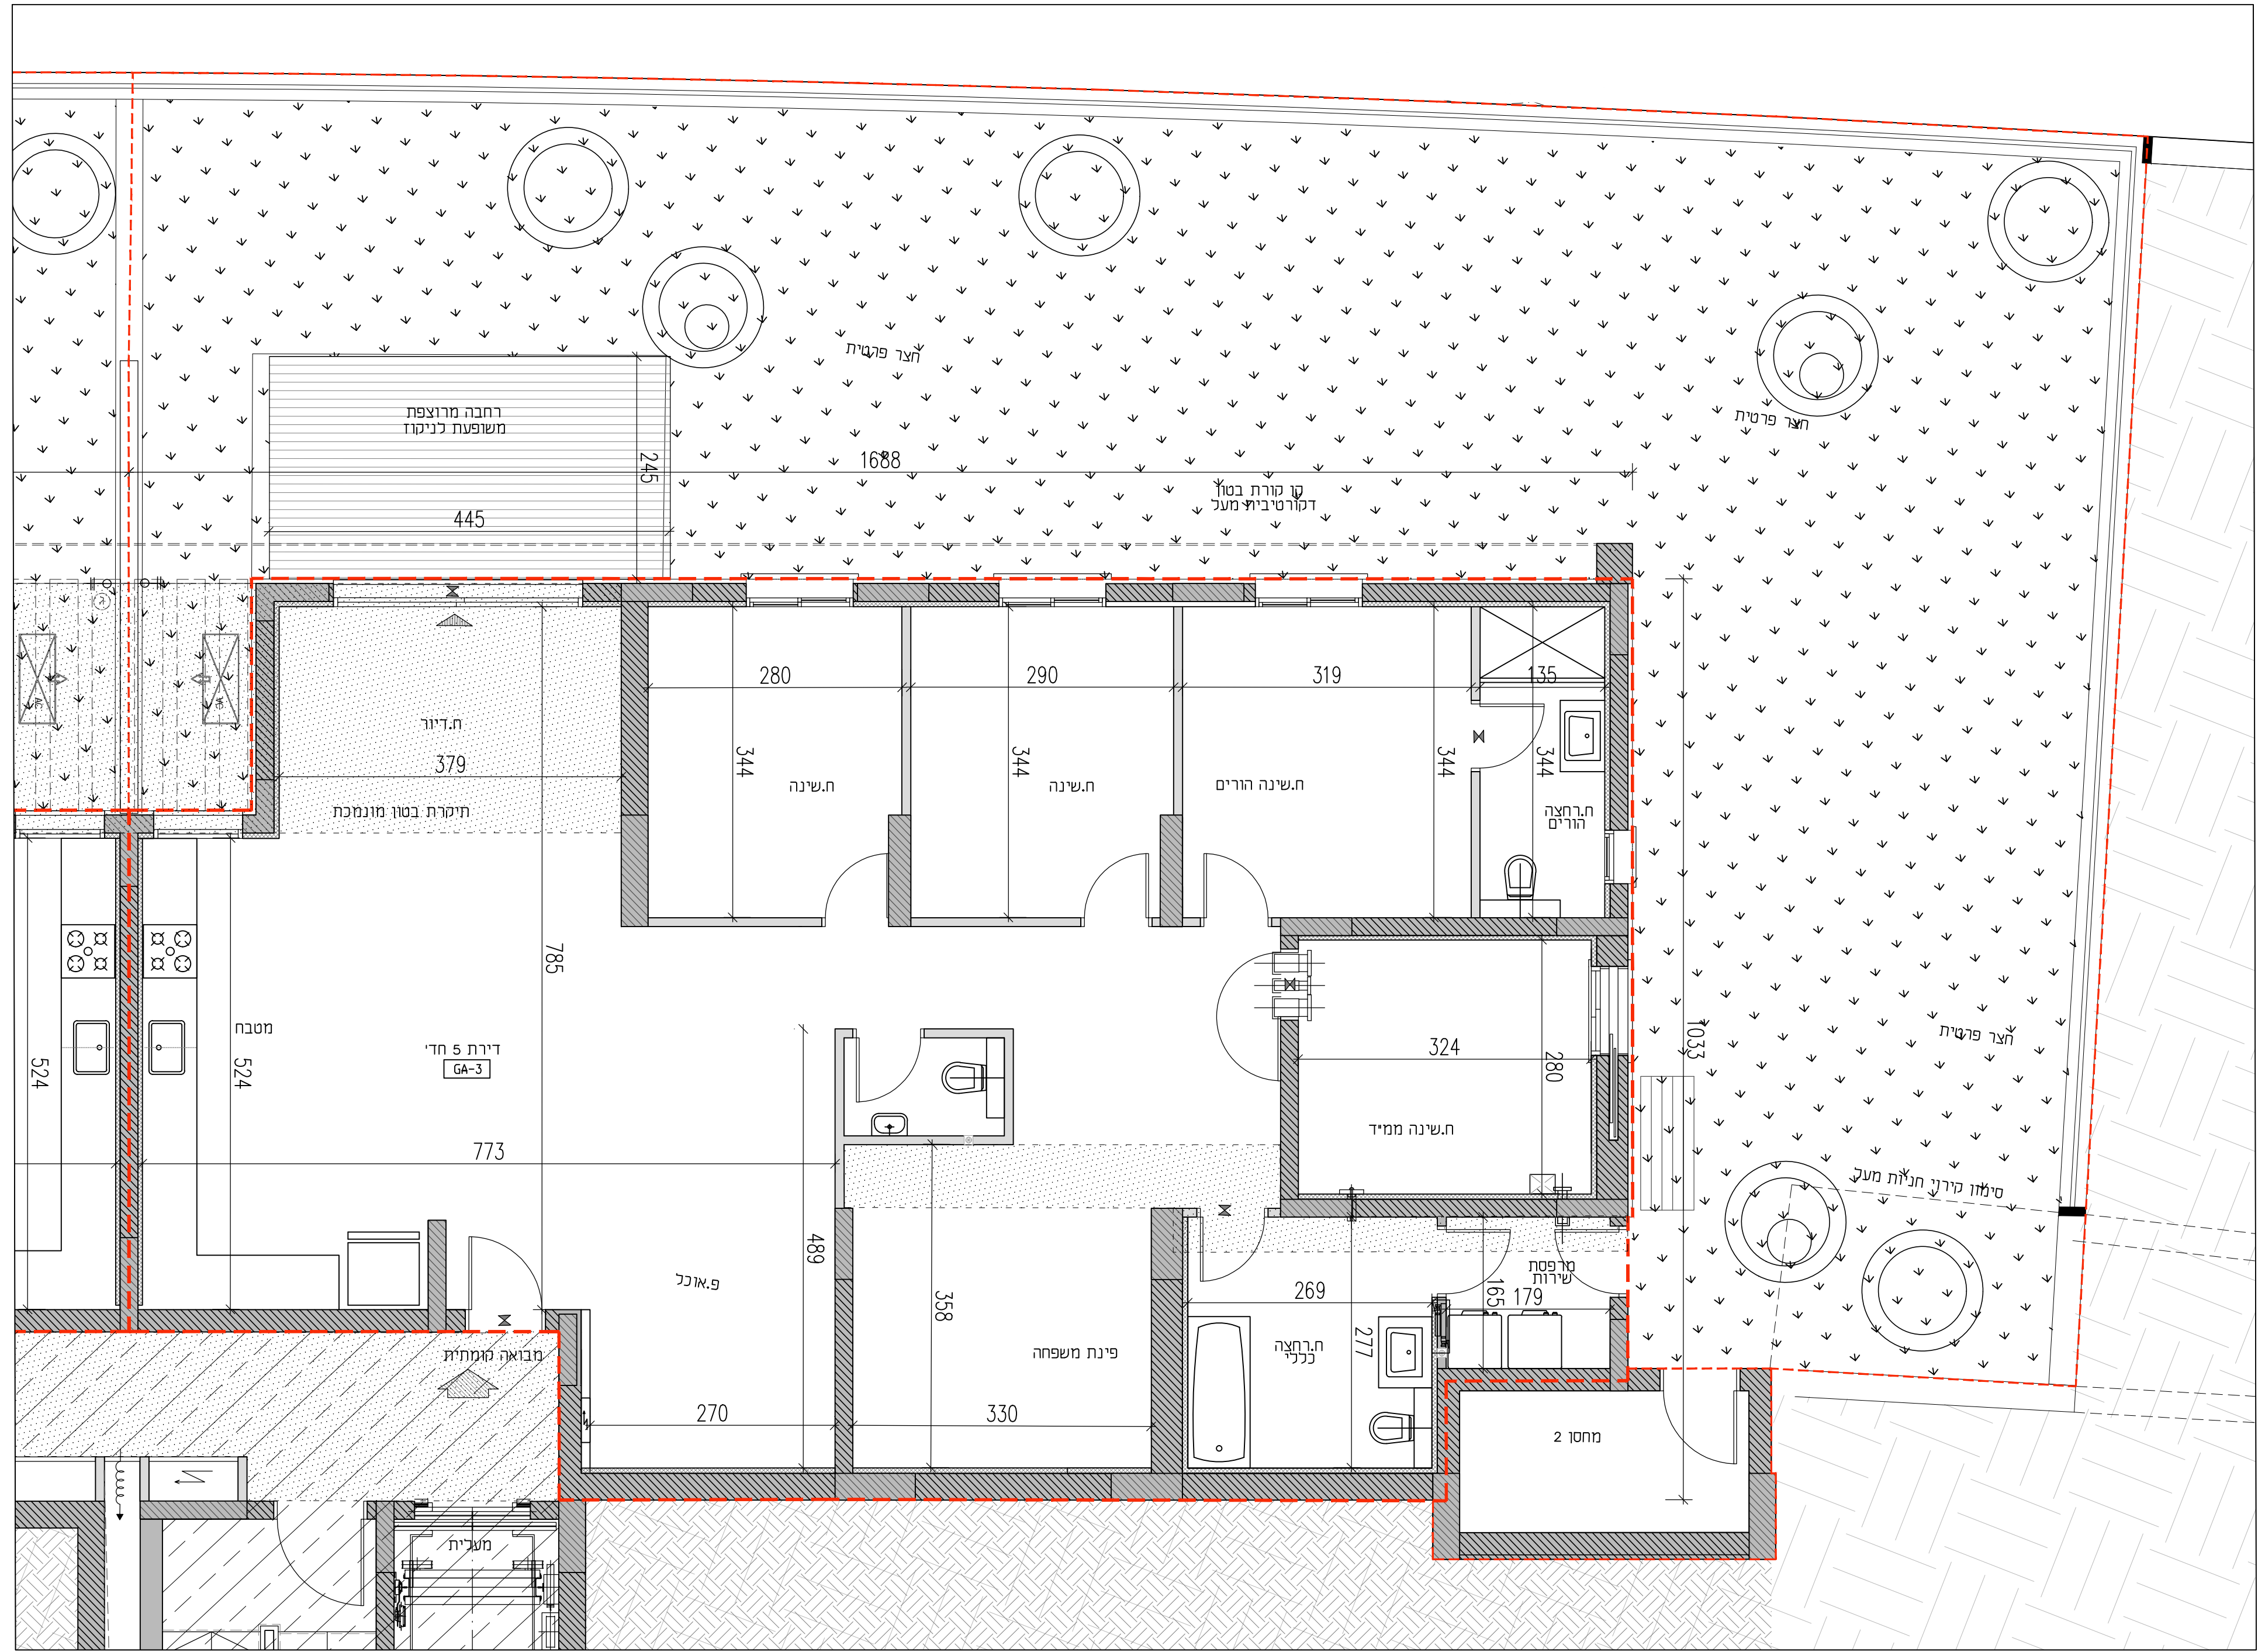 חצר פרטית
חצר פרטית
רחבה מרוצפת
משופעת לניקוז
245
1688
קו קורת בטון
דקורטיבית מעל
445
AC
AC
ח.דיור
379
תיקרת בטון מונמכת
280
344
ח.שינה
290
344
ח.שינה
319
344
ח.שינה הורים
135
344
ח.רחצה
הורים
785
מטבח
524
524
דירת 5 חד'
GA-3
773
489
324
280
ח.שינה ממ"ד
1033
חצר פרטית
סימון קירוי חניות מעל
פ.אוכל
270
358
פינת משפחה
330
269
277
ח.רחצה
כללי
מרפסת
שירות
165
179
מחסן 2
מבואה קומתית
מעלית